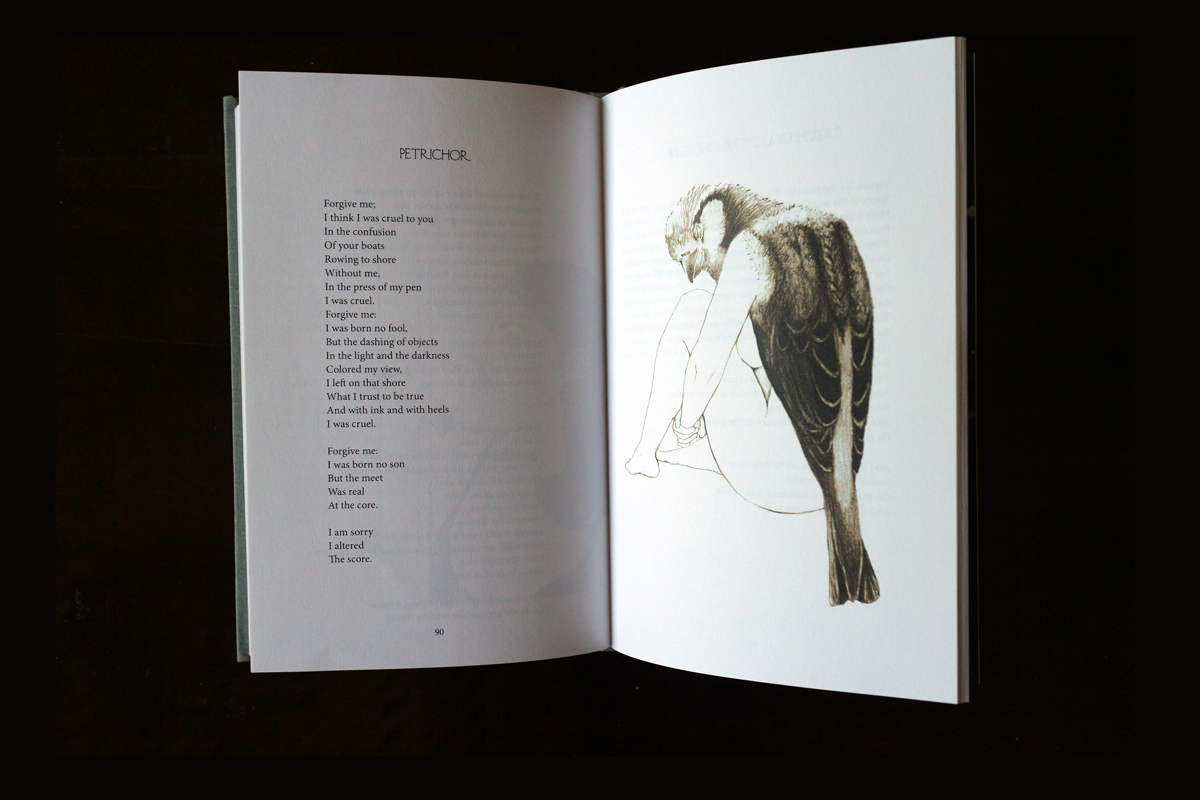 PETRICHOR
Forgive me;
I think I was cruel to you
In the confusion
Of your boats
Rowing to shore
Without me,
In the press of my pen
I was cruel.
Forgive me:
I was born no fool,
But the dashing of objects
In the light and the darkness
Colored my view,
I left on that shore
What I trust to be true
And with ink and with heels
I was cruel.
Forgive me:
I was born no son
But the meet
Was real
At the core.
I am sorry
I altered
The score.
90